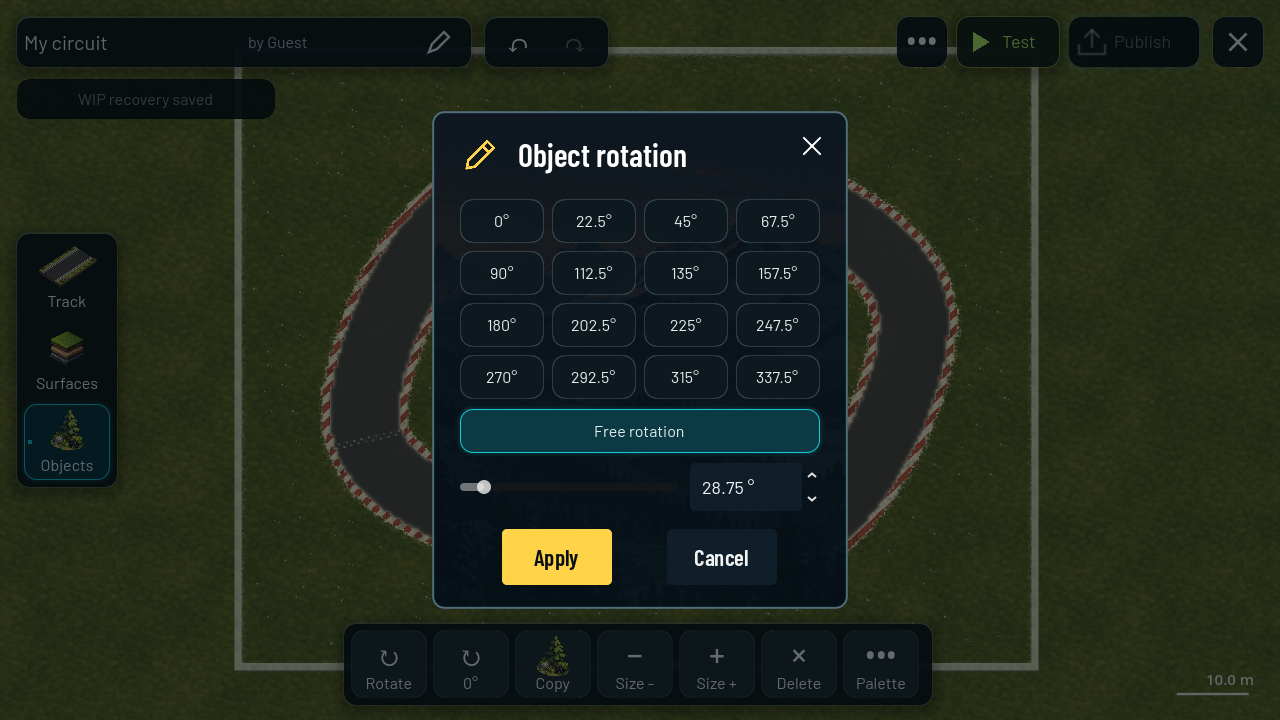 My circuit
by Guest
Test
Publish
WIP recovery saved
Object rotation
0° 22.5° 45° 67.5°
90° 112.5° 135° 157.5°
180° 202.5° 225° 247.5°
270° 292.5° 315° 337.5°
Free rotation
28.75 °
Apply
Cancel
Track
Surfaces
Objects
Rotate
0°
Copy
Size -
Size +
Delete
Palette
10.0 m